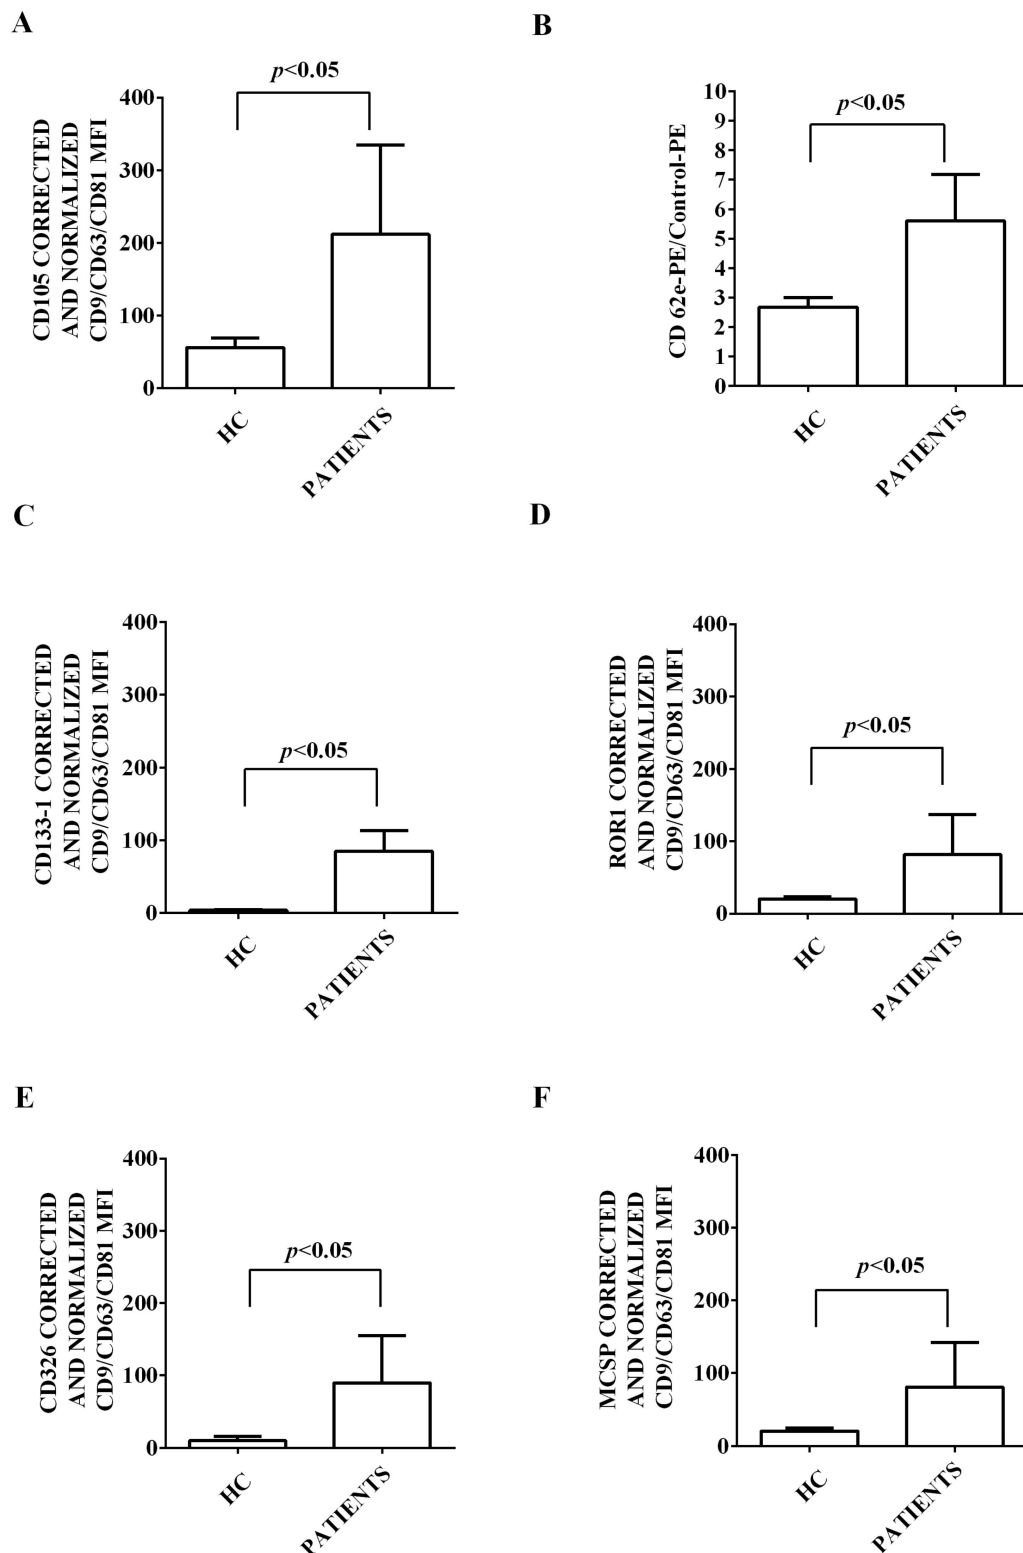 A
CD105 CORRECTED
AND NORMALIZED
CD9/CD63/CD81 MFI
400
300
200
100
0
p<0.05
HC
PATIENTS
B
CD 62e-PE/Control-PE
10
9
8
7
6
5
4
3
2
1
0
p<0.05
HC
PATIENTS
C
CD133-1 CORRECTED
AND NORMALIZED
CD9/CD63/CD81 MFI
400
300
200
100
0
p<0.05
HC
PATIENTS
D
ROR1 CORRECTED
AND NORMALIZED
CD9/CD63/CD81 MFI
400
300
200
100
0
p<0.05
HC
PATIENTS
E
CD326 CORRECTED
AND NORMALIZED
CD9/CD63/CD81 MFI
400
300
200
100
0
p<0.05
HC
PATIENTS
F
MCSP CORRECTED
AND NORMALIZED
CD9/CD63/CD81 MFI
400
300
200
100
0
p<0.05
HC
PATIENTS